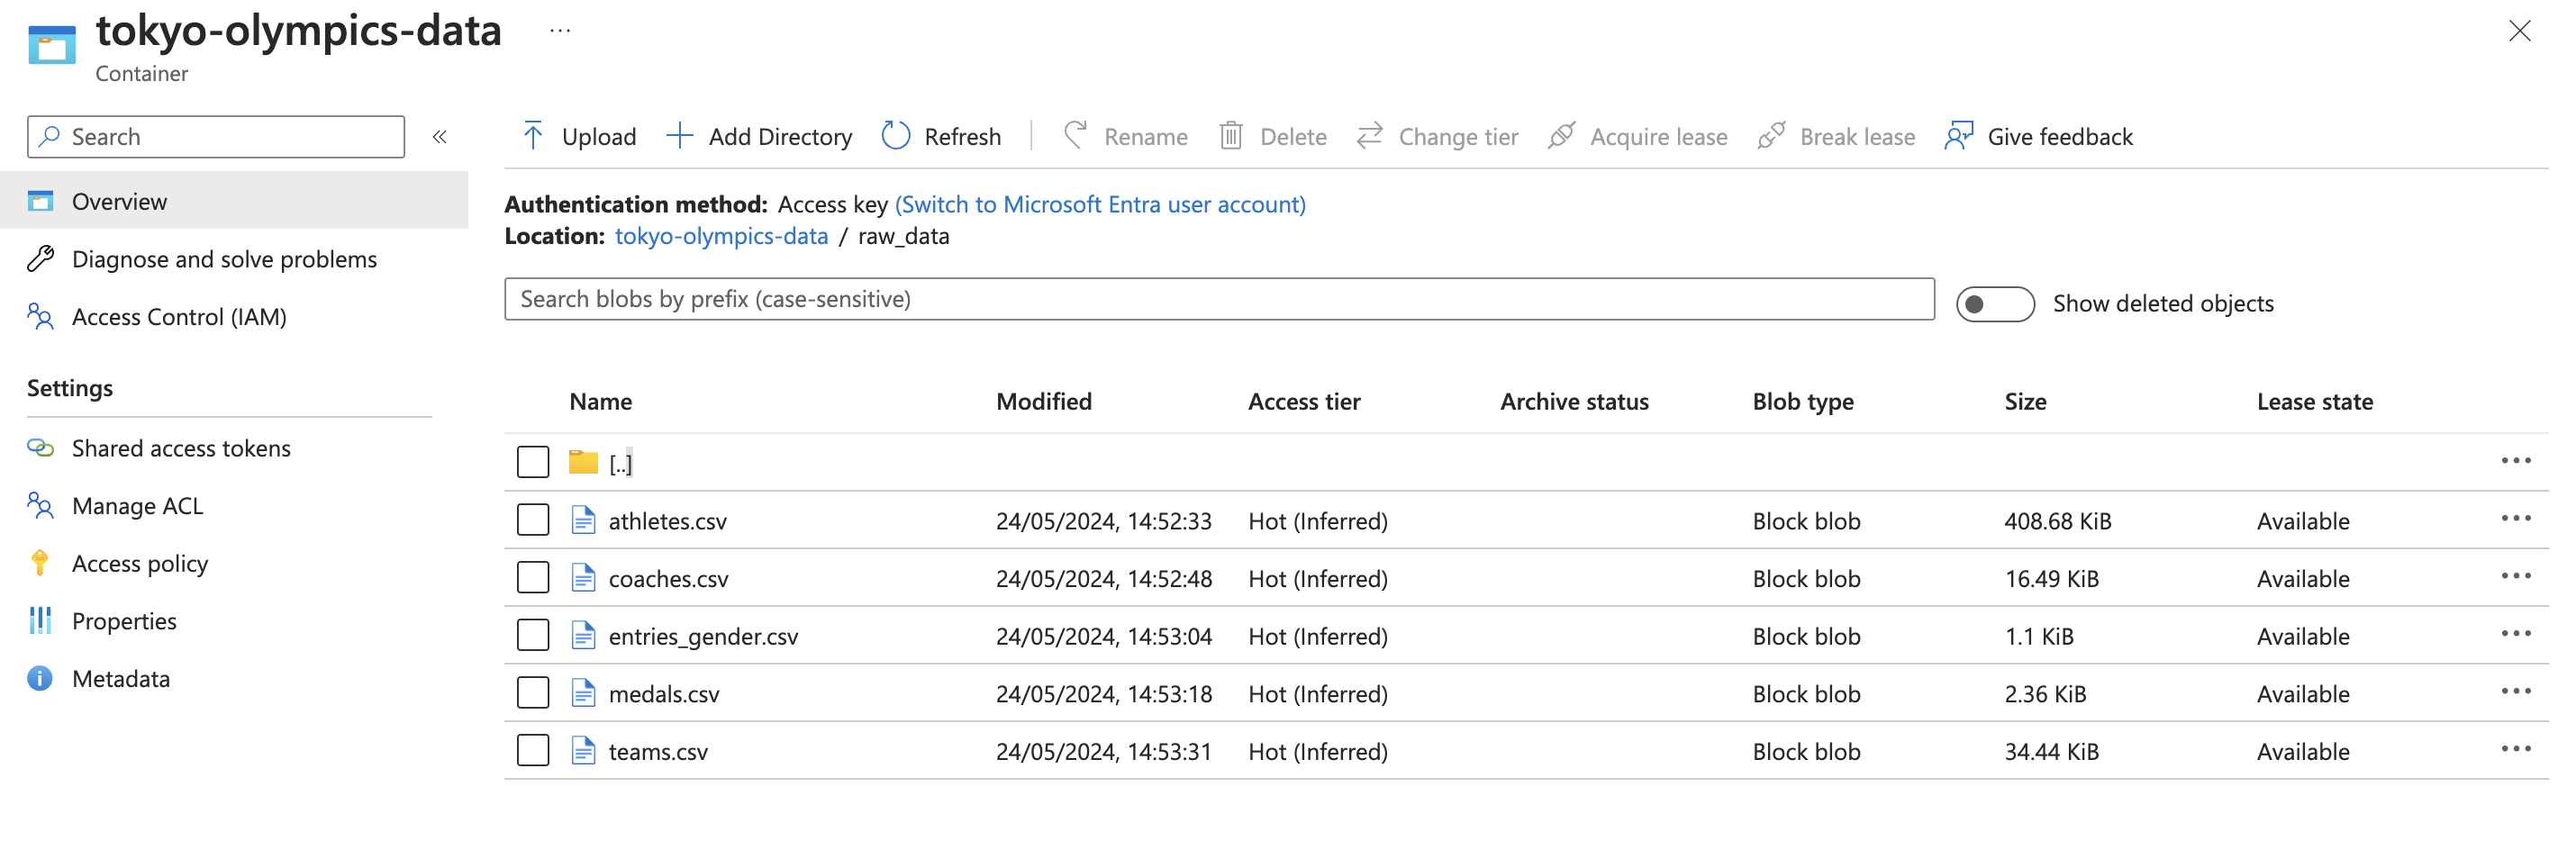 tokyo-olympics-data ...
Container
Search «
Overview
Diagnose and solve problems
Access Control (IAM)
Settings
Shared access tokens
Manage ACL
Access policy
Properties
Metadata
Upload Add Directory Refresh Rename Delete Change tier Acquire lease Break lease Give feedback
Authentication method: Access key (Switch to Microsoft Entra user account)
Location: tokyo-olympics-data / raw_data
Search blobs by prefix (case-sensitive) Show deleted objects
Name Modified Access tier Archive status Blob type Size Lease state
[..]
athletes.csv 24/05/2024, 14:52:33 Hot (Inferred) Block blob 408.68 KiB Available
coaches.csv 24/05/2024, 14:52:48 Hot (Inferred) Block blob 16.49 KiB Available
entries_gender.csv 24/05/2024, 14:53:04 Hot (Inferred) Block blob 1.1 KiB Available
medals.csv 24/05/2024, 14:53:18 Hot (Inferred) Block blob 2.36 KiB Available
teams.csv 24/05/2024, 14:53:31 Hot (Inferred) Block blob 34.44 KiB Available